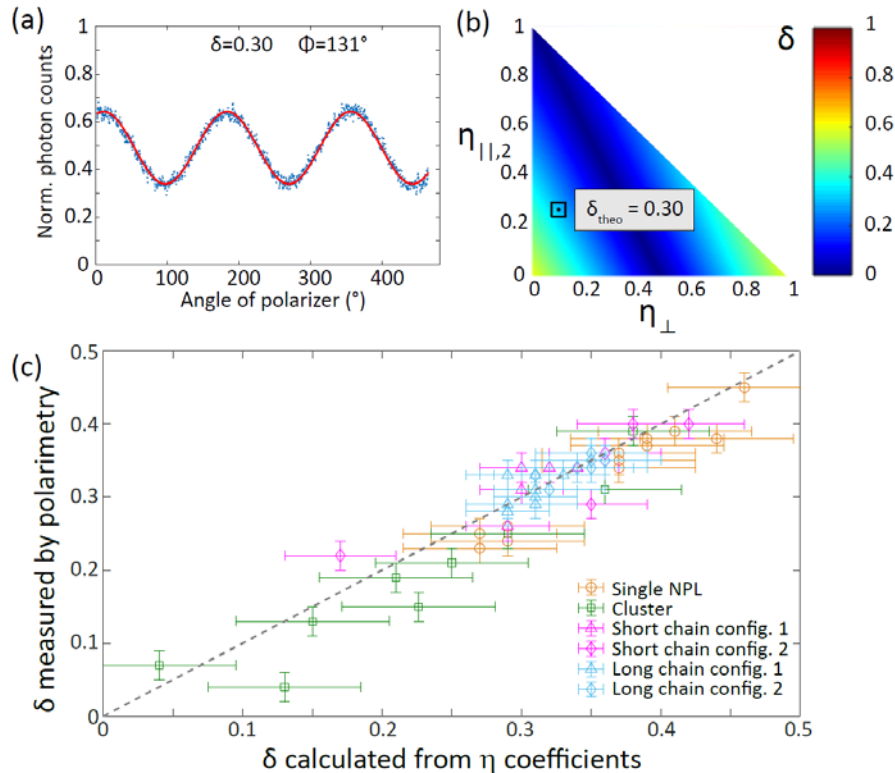 (a)
δ=0.30 Φ=131°
Norm. photon counts
1
0.8
0.6
0.4
0.2
0
0 100 200 300 400
Angle of polarizer (°)
(b)
δ
1
0.8
0.6
0.4
0.2
0
η||,2
δtheo = 0.30
0 0.2 0.4 0.6 0.8 1
η⊥
1
0.8
0.6
0.4
0.2
0
(c)
δ measured by polarimetry
0.5
0.4
0.3
0.2
0.1
0
Single NPL
Cluster
Short chain config. 1
Short chain config. 2
Long chain config. 1
Long chain config. 2
0 0.1 0.2 0.3 0.4 0.5
δ calculated from η coefficients